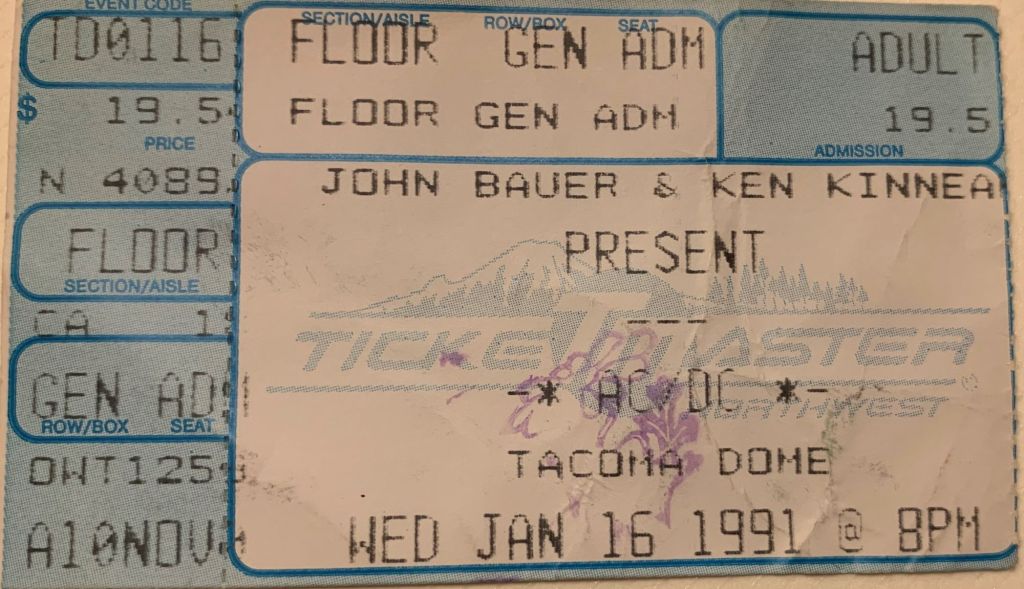 EVENT CODE
TD0116
$ 19.5
PRICE
N 4089
FLOOR
SECTION/AISLE
CA 1
GEN AD
ROW/BOX SEAT
OWT125
A10NOV
SECTION/AISLE ROW/BOX SEAT
FLOOR GEN ADM
FLOOR GEN ADM
ADULT
19.5
ADMISSION
JOHN BAUER & KEN KINNEA
PRESENT
---
TICKETMASTER
NORTHWEST
-* AC/DC *-
TACOMA DOME
WED JAN 16 1991 @ 8PM